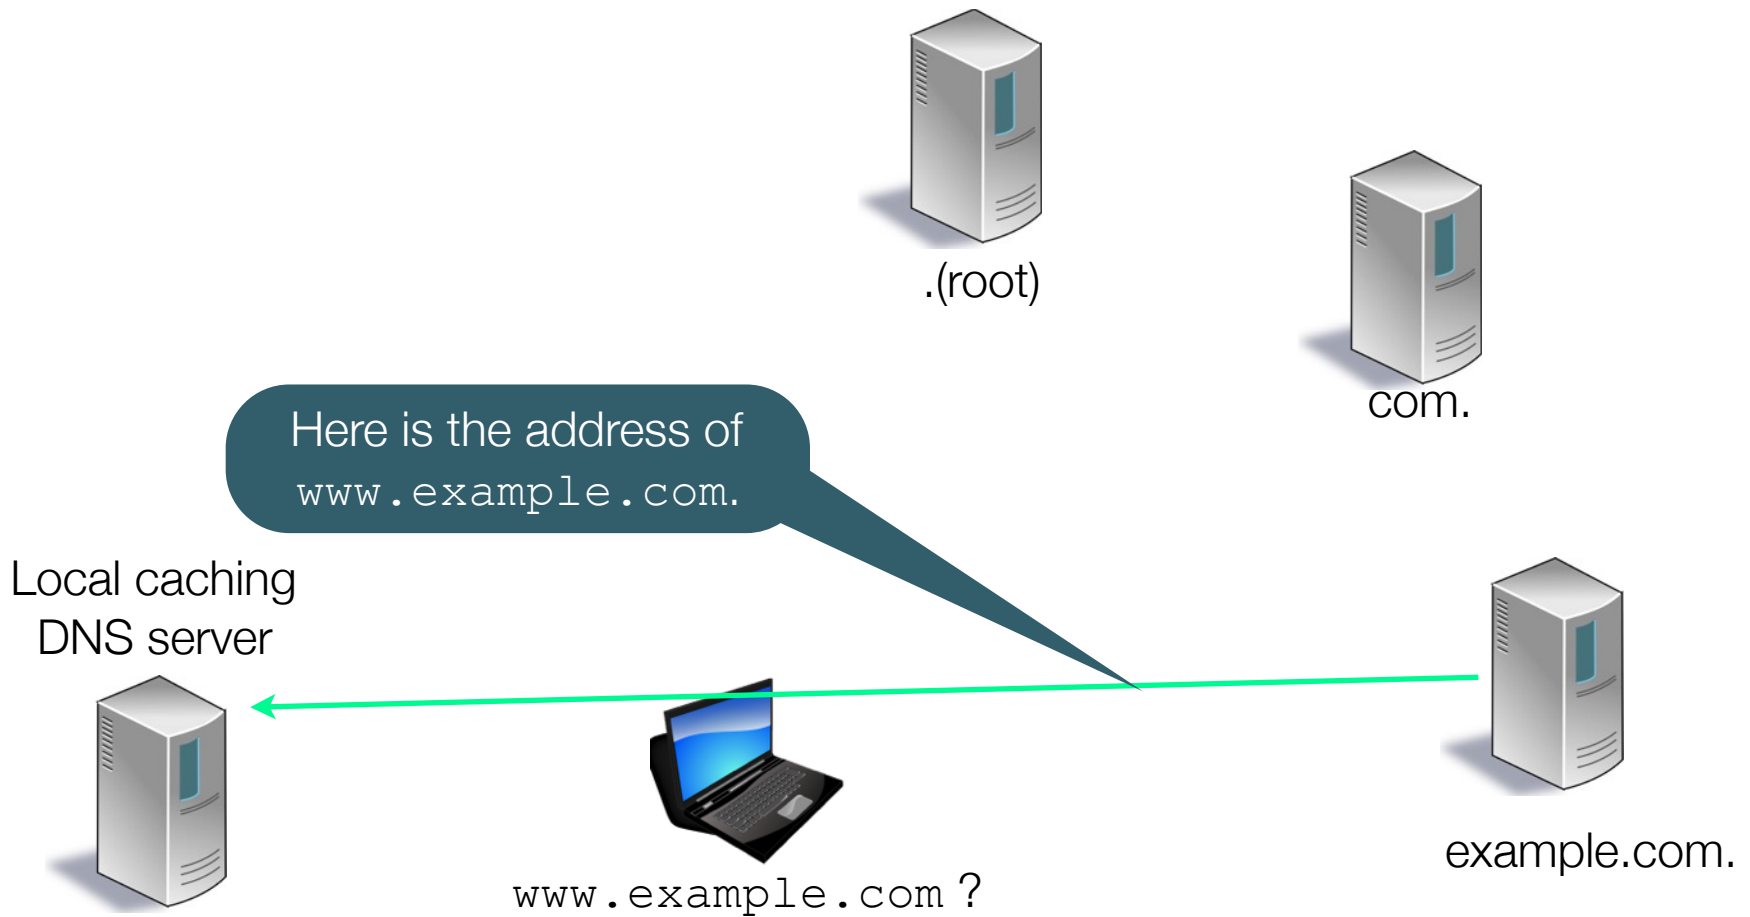 .(root)
com.
Here is the address of
www.example.com.
Local caching
DNS server
example.com.
www.example.com ?